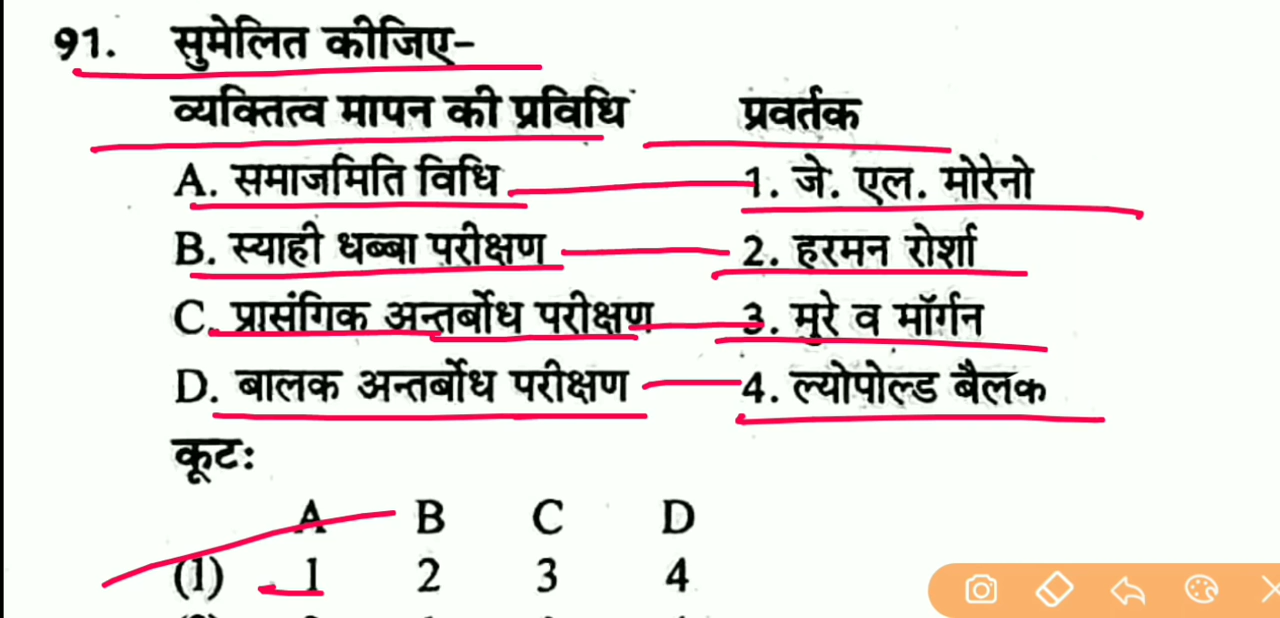 91. सुमेलित कीजिए-
व्यक्तित्व मापन की प्रविधि प्रवर्तक
A. समाजमिति विधि 1. जे. एल. मोरेनो
B. स्याही धब्बा परीक्षण 2. हरमन रोर्शा
C. प्रासंगिक अन्तर्बोध परीक्षण 3. मुरे व मॉर्गन
D. बालक अन्तर्बोध परीक्षण 4. ल्योपोल्ड बैलक
कूटः
A B C D
(1) 1 2 3 4